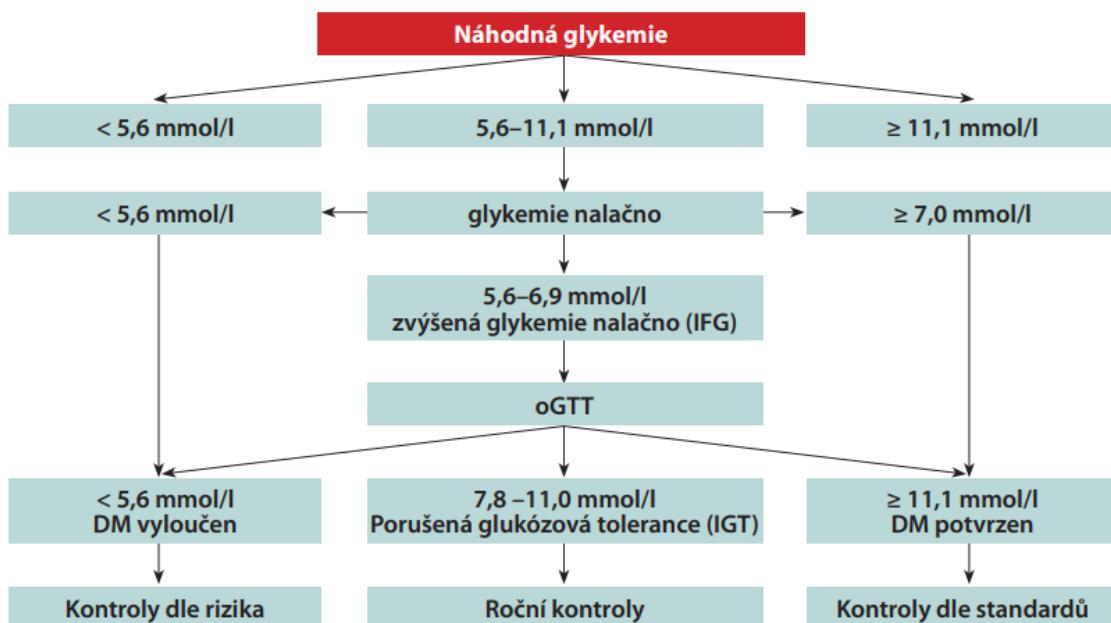 Náhodná glykemie
< 5,6 mmol/l
5,6–11,1 mmol/l
≥ 11,1 mmol/l
< 5,6 mmol/l
glykemie nalačno
≥ 7,0 mmol/l
5,6–6,9 mmol/l
zvýšená glykemie nalačno (IFG)
oGTT
< 5,6 mmol/l
DM vyloučen
7,8 –11,0 mmol/l
Porušená glukózová tolerance (IGT)
≥ 11,1 mmol/l
DM potvrzen
Kontroly dle rizika
Roční kontroly
Kontroly dle standardů